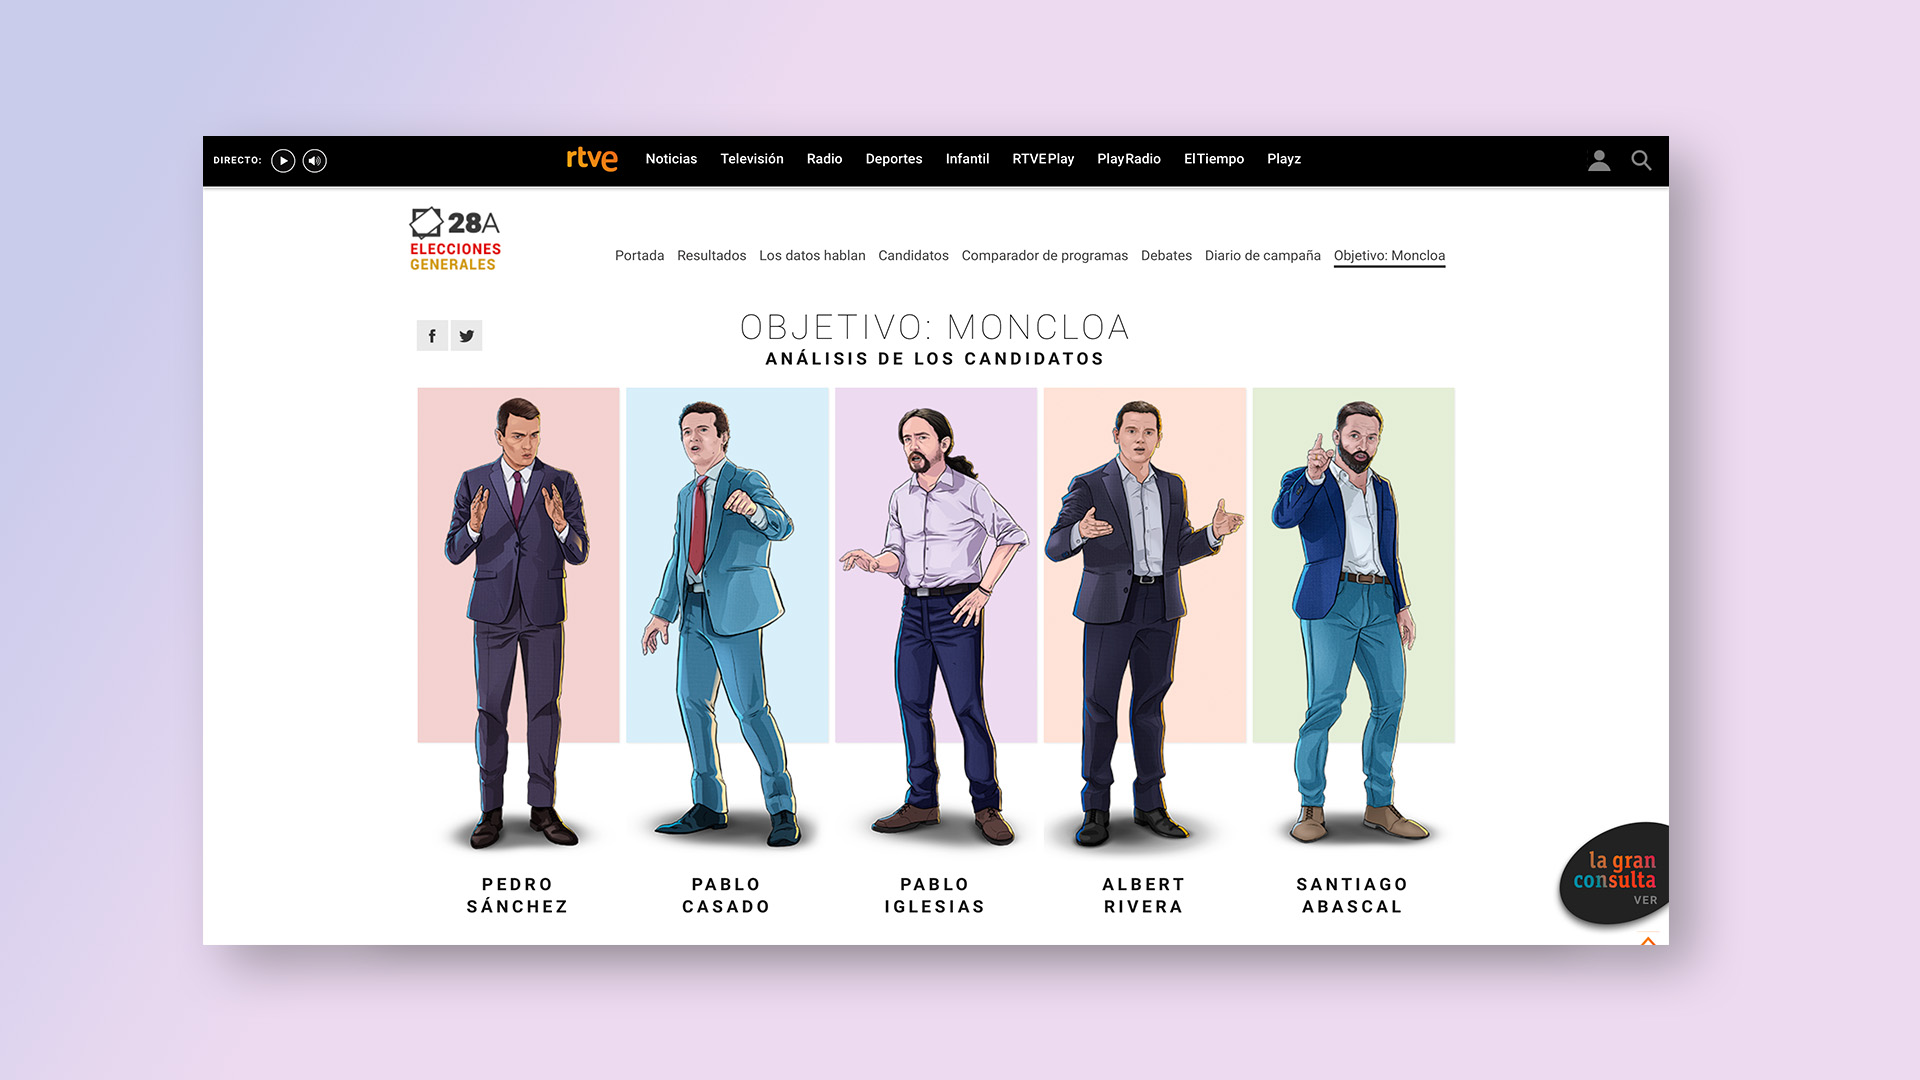 DIRECTO:
rtve Noticias Televisión Radio Deportes Infantil RTVEPlay PlayRadio ElTiempo Playz
28A
ELECCIONES
GENERALES
Portada Resultados Los datos hablan Candidatos Comparador de programas Debates Diario de campaña Objetivo: Moncloa
OBJETIVO: MONCLOA
ANÁLISIS DE LOS CANDIDATOS
PEDRO
SÁNCHEZ
PABLO
CASADO
PABLO
IGLESIAS
ALBERT
RIVERA
SANTIAGO
ABASCAL
la gran
consulta
VER